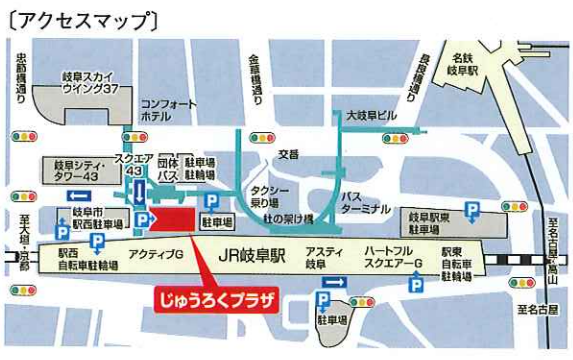 〔アクセスマップ〕
忠節橋通り
金華橋通り
長良橋通り
名鉄
岐阜駅
岐阜スカイ
ウイング37
コンフォート
ホテル
大岐阜ビル
交番
岐阜シティ・
タワー43
スクエア
43
団体
バス
駐車場
駐輪場
タクシー
乗り場
バス
ターミナル
杜の架け橋
岐阜市
駅西駐車場
P
P
P
P
駐車場
岐阜駅東
駐車場
P
至大垣・京都
至名古屋・高山
駅西
自転車駐輪場
アクティブG
JR岐阜駅
アスティ
岐阜
ハートフル
スクエアーG
駅東
自転車
駐輪場
P
P
じゅうろくプラザ
駐車場
至名古屋